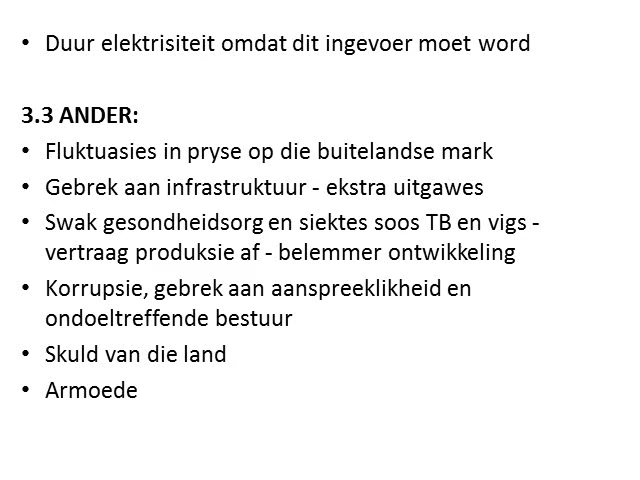 • Duur elektrisiteit omdat dit ingevoer moet word
3.3 ANDER:
• Fluktuasies in pryse op die buitelandse mark
• Gebrek aan infrastruktuur - ekstra uitgawes
• Swak gesondheidsorg en siektes soos TB en vigs -
vertraag produksie af - belemmer ontwikkeling
• Korrupsie, gebrek aan aanspreeklikheid en
ondoeltreffende bestuur
• Skuld van die land
• Armoede